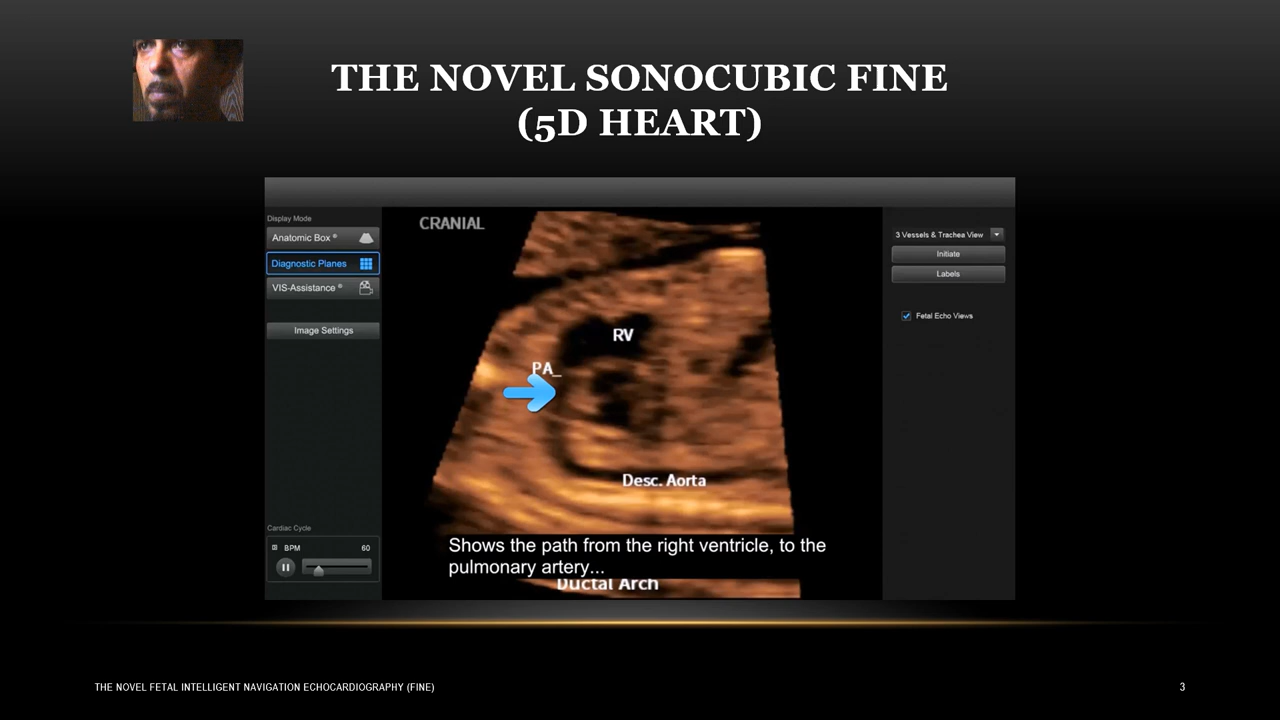 THE NOVEL SONOCUBIC FINE
(5D HEART)
Display Mode
Anatomic Box ®
Diagnostic Planes
VIS-Assistance ®
Image Settings
Cardiac Cycle
BPM 60
CRANIAL
RV
PA_
Desc. Aorta
Shows the path from the right ventricle, to the
pulmonary artery...
Ductal Arch
3 Vessels & Trachea View
Initiate
Labels
Fetal Echo Views
THE NOVEL FETAL INTELLIGENT NAVIGATION ECHOCARDIOGRAPHY (FINE)
3